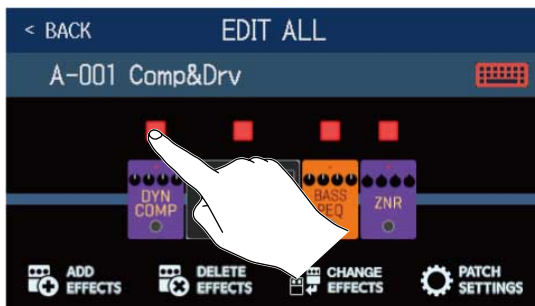 < BACK
EDIT ALL
A-001 Comp&Drv
DYN
COMP
BASS
PEQ
ZNR
ADD
EFFECTS
DELETE
EFFECTS
CHANGE
EFFECTS
PATCH
SETTINGS